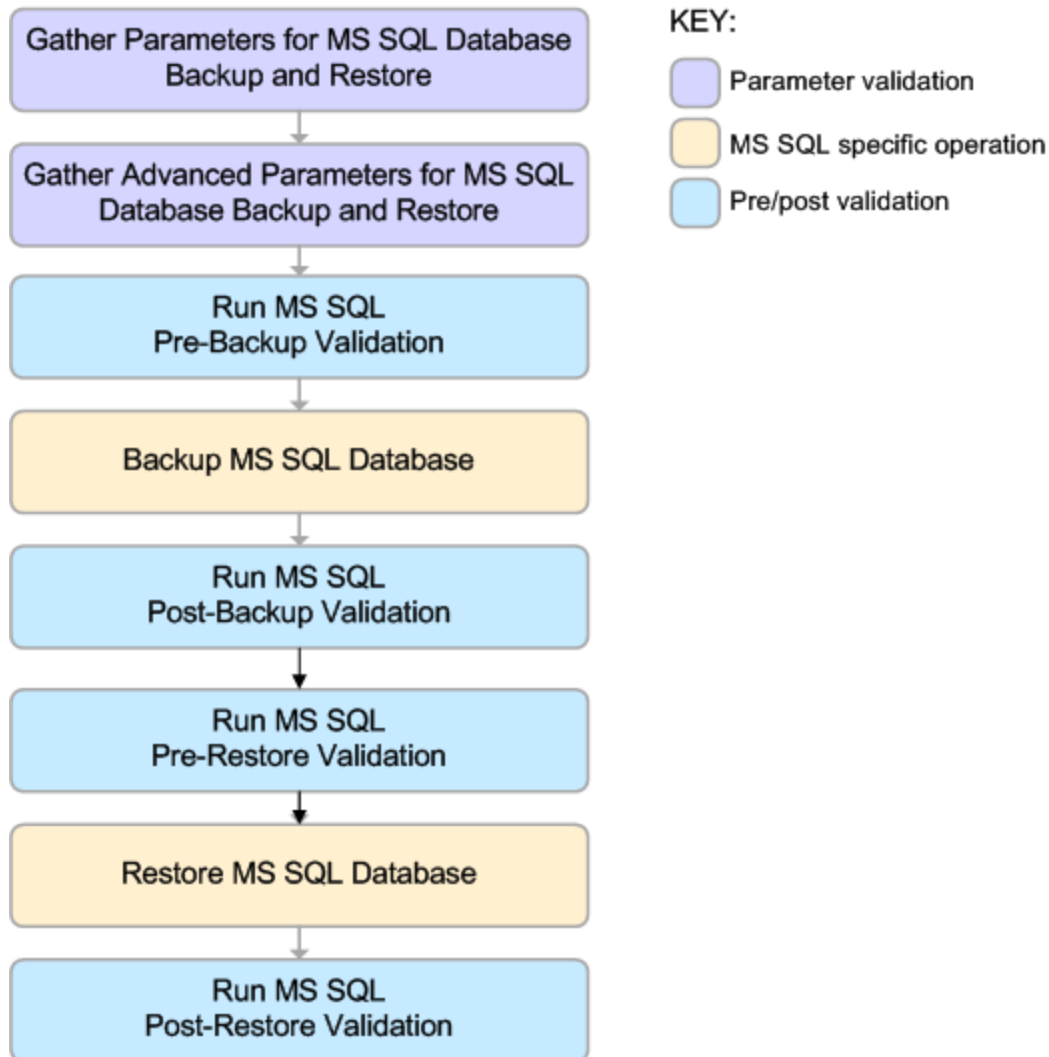 Gather Parameters for MS SQL Database
Backup and Restore
Gather Advanced Parameters for MS SQL
Database Backup and Restore
Run MS SQL
Pre-Backup Validation
Backup MS SQL Database
Run MS SQL
Post-Backup Validation
Run MS SQL
Pre-Restore Validation
Restore MS SQL Database
Run MS SQL
Post-Restore Validation
KEY:
Parameter validation
MS SQL specific operation
Pre/post validation